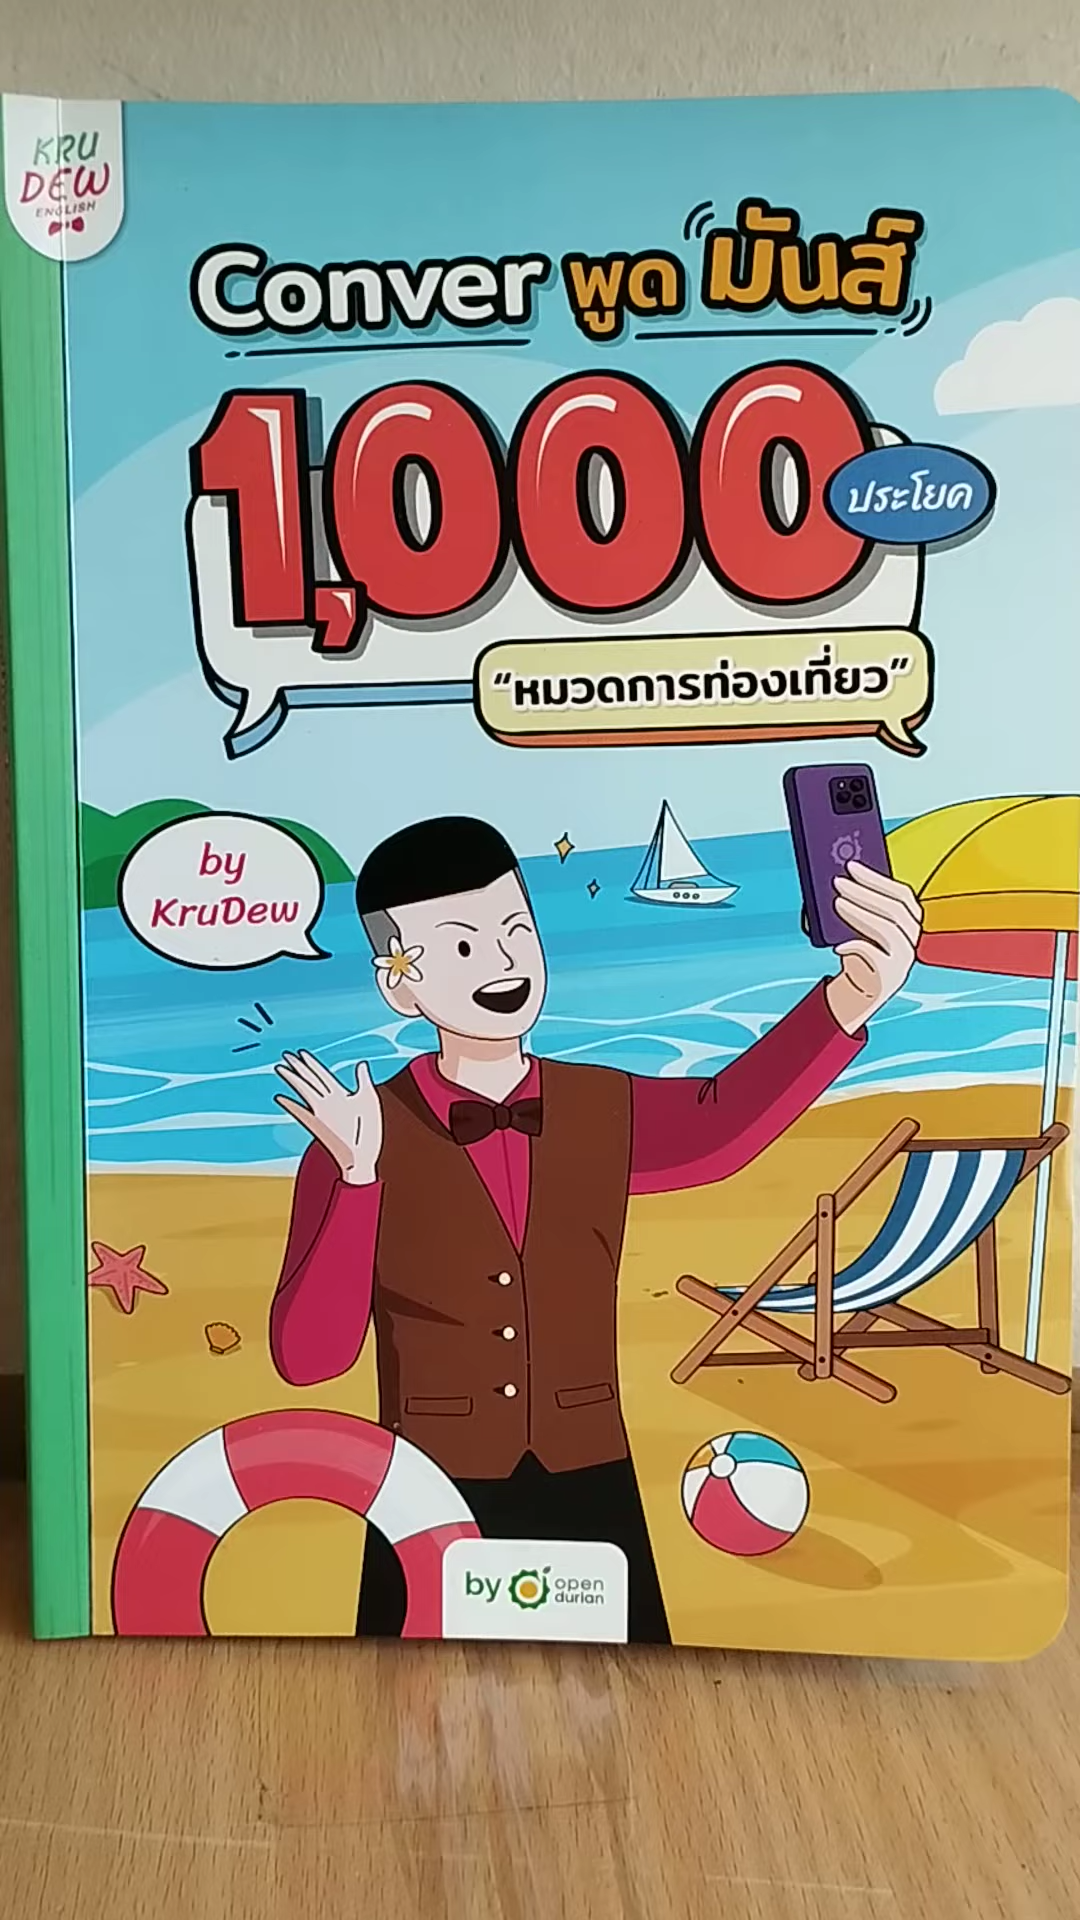 KRU
DEW
ENGLISH
Conver พูด มันส์
1,000
ประโยค
"หมวดการท่องเที่ยว"
by
KruDew
by open
durian